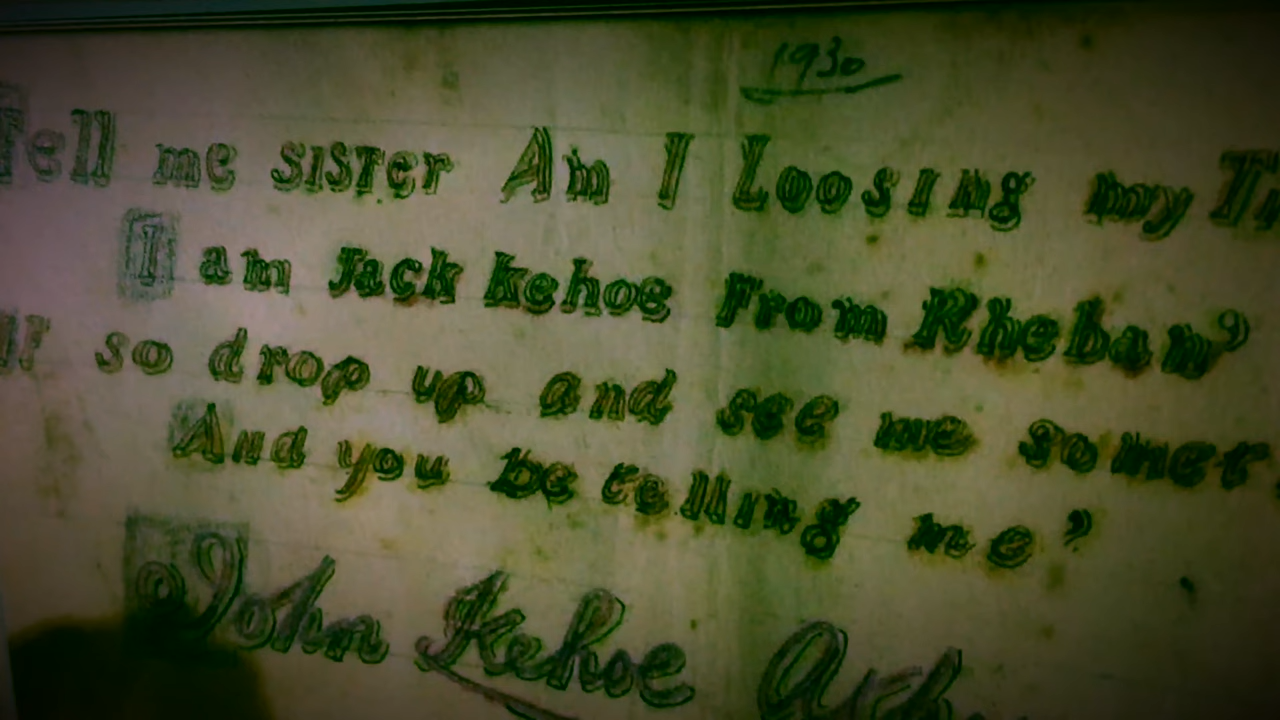 1930
Tell me SISTer Am I Loosing my
I am Jack kehoe From Rheban'
If so drop up and see me
And you be telling me'
John Kehoe